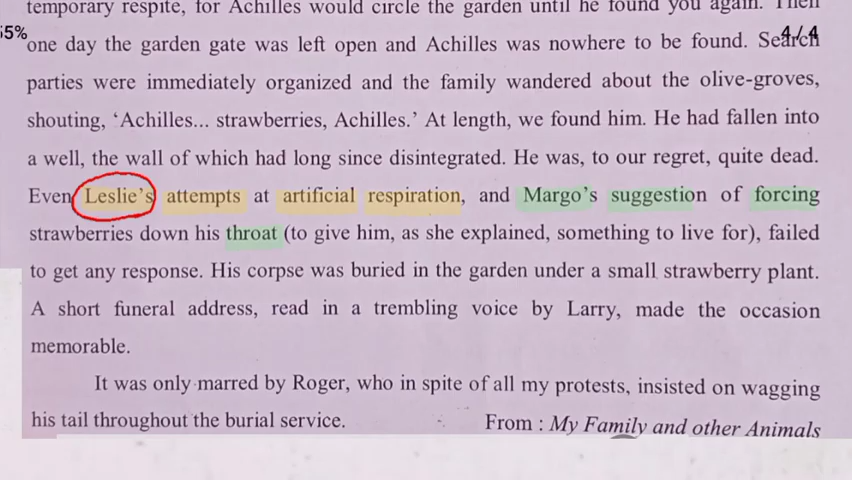 temporary respite, for Achilles would circle the garden until he found you again. Then
one day the garden gate was left open and Achilles was nowhere to be found. Search
parties were immediately organized and the family wandered about the olive-groves,
shouting, ‘Achilles... strawberries, Achilles.’ At length, we found him. He had fallen into
a well, the wall of which had long since disintegrated. He was, to our regret, quite dead.
Even Leslie's attempts at artificial respiration, and Margo's suggestion of forcing
strawberries down his throat (to give him, as she explained, something to live for), failed
to get any response. His corpse was buried in the garden under a small strawberry plant.
A short funeral address, read in a trembling voice by Larry, made the occasion
memorable.
It was only marred by Roger, who in spite of all my protests, insisted on wagging
his tail throughout the burial service.
From : My Family and other Animals
4/4